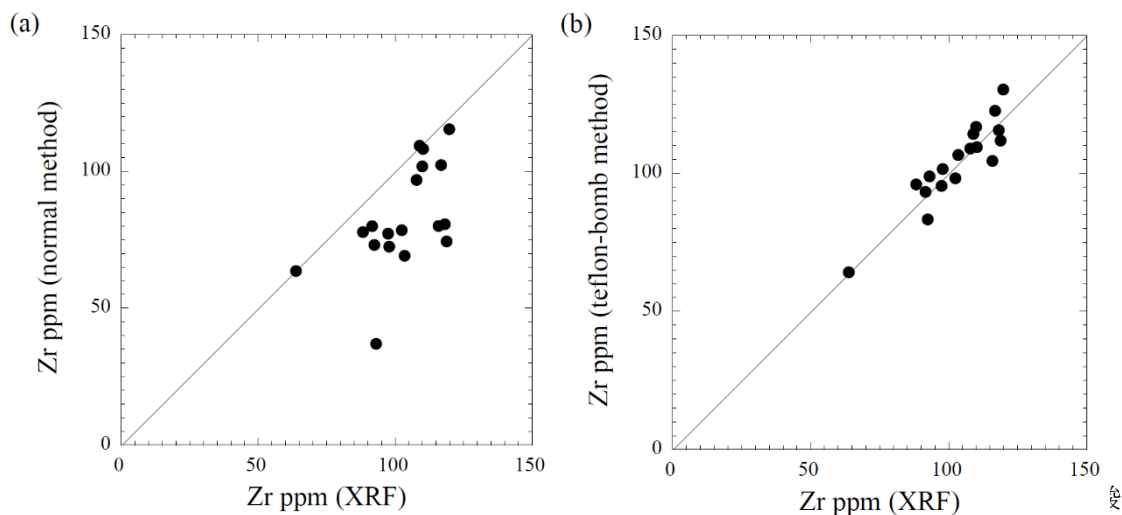 (a)
150
100
50
0
Zr ppm (normal method)
0 50 100 150
Zr ppm (XRF)
(b)
150
100
50
0
Zr ppm (teflon-bomb method)
0 50 100 150
Zr ppm (XRF)